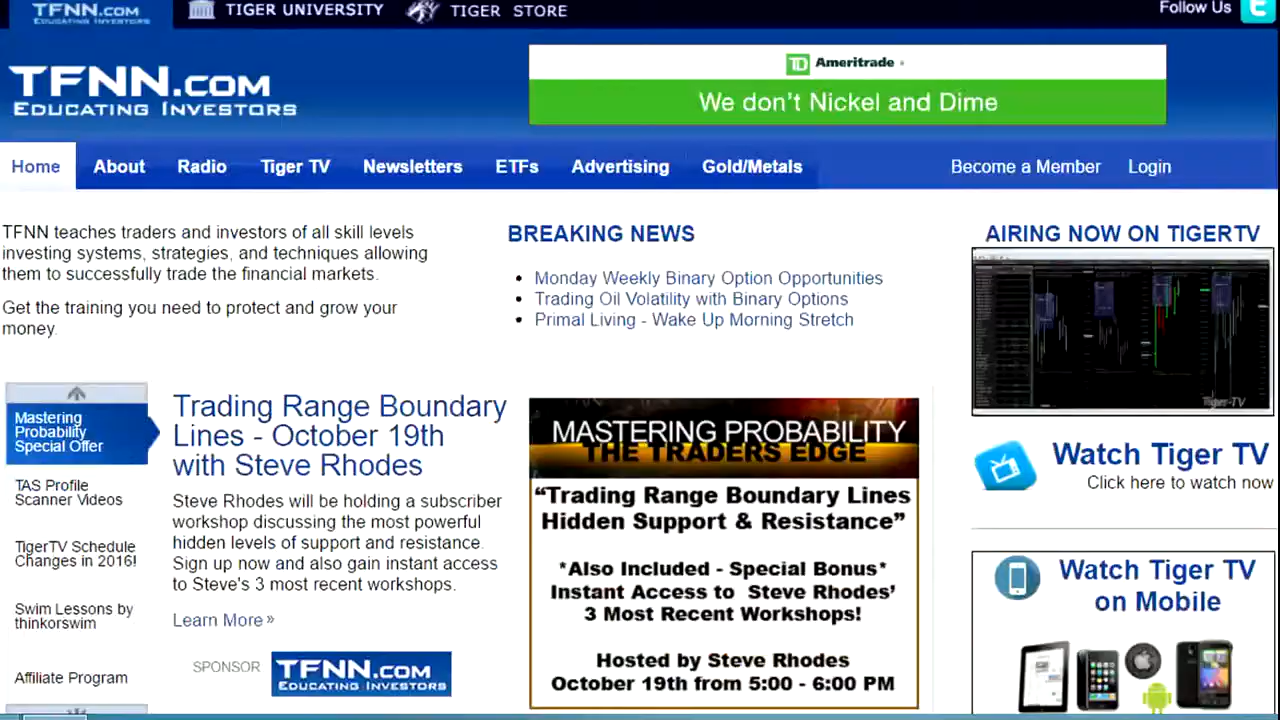 TFNN.COM
EDUCATING INVESTORS
TIGER UNIVERSITY
TIGER STORE
Follow Us
TFNN.COM
EDUCATING INVESTORS
TD Ameritrade
We don't Nickel and Dime
Home
About
Radio
Tiger TV
Newsletters
ETFs
Advertising
Gold/Metals
Become a Member
Login
TFNN teaches traders and investors of all skill levels
investing systems, strategies, and techniques allowing
them to successfully trade the financial markets.
Get the training you need to protect and grow your
money.
BREAKING NEWS
Monday Weekly Binary Option Opportunities
Trading Oil Volatility with Binary Options
Primal Living - Wake Up Morning Stretch
AIRING NOW ON TIGERTV
Tiger-TV
Watch Tiger TV
Click here to watch now
Watch Tiger TV
on Mobile
Mastering
Probability
Special Offer
TAS Profile
Scanner Videos
TigerTV Schedule
Changes in 2016!
Swim Lessons by
thinkorswim
Affiliate Program
Trading Range Boundary
Lines - October 19th
with Steve Rhodes
Steve Rhodes will be holding a subscriber
workshop discussing the most powerful
hidden levels of support and resistance.
Sign up now and also gain instant access
to Steve's 3 most recent workshops.
Learn More »
SPONSOR
TFNN.COM
EDUCATING INVESTORS
MASTERING PROBABILITY
THE TRADERS EDGE
“Trading Range Boundary Lines
Hidden Support & Resistance”
*Also Included - Special Bonus*
Instant Access to Steve Rhodes’
3 Most Recent Workshops!
Hosted by Steve Rhodes
October 19th from 5:00 - 6:00 PM